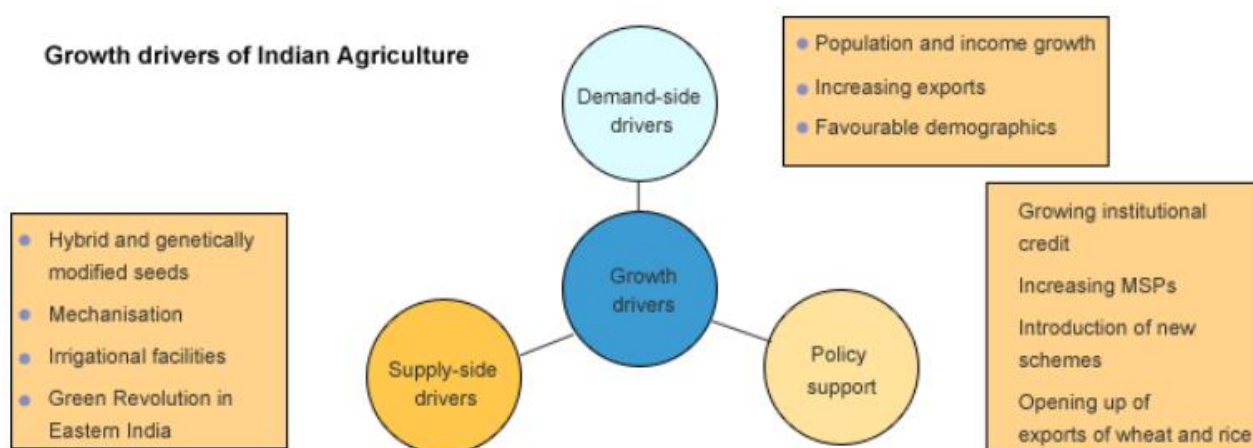 Growth drivers of Indian Agriculture
Demand-side
drivers
Population and income growth
Increasing exports
Favourable demographics
Growth
drivers
Supply-side
drivers
Hybrid and genetically
modified seeds
Mechanisation
Irrigational facilities
Green Revolution in
Eastern India
Policy
support
Growing institutional
credit
Increasing MSPs
Introduction of new
schemes
Opening up of
exports of wheat and rice